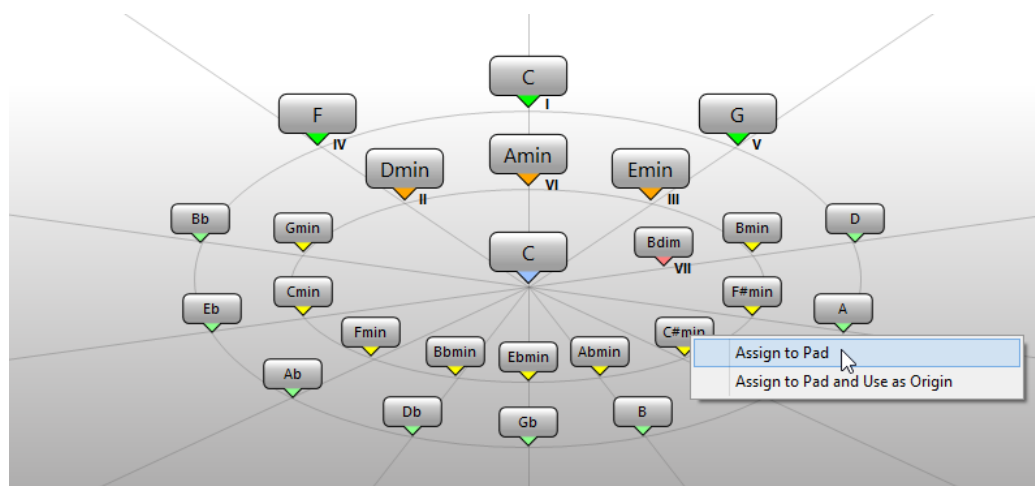 C
I
F
IV
G
V
Amin
VI
Dmin
II
Emin
III
Bb
Gmin
Bmin
D
C
Bdim
VII
Eb
Cmin
F#min
A
Fmin
C#min
Bbmin
Ebmin
Abmin
Assign to Pad
Assign to Pad and Use as Origin
Ab
Db
Gb
B